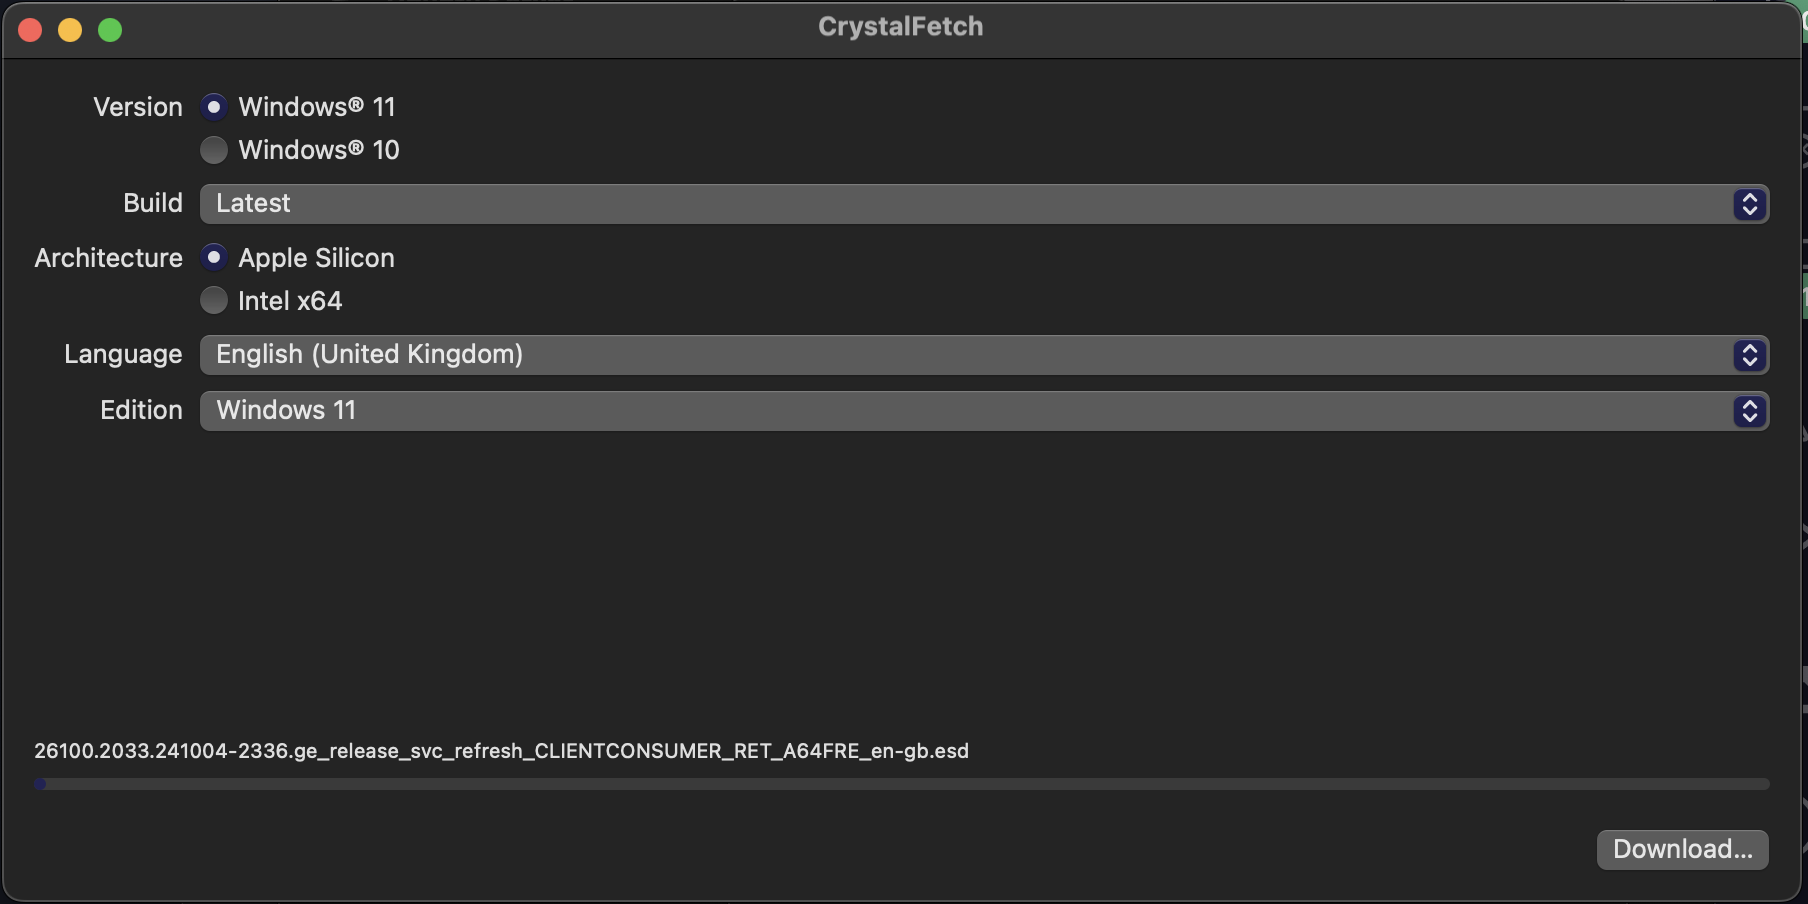 CrystalFetch
Version Windows® 11
Windows® 10
Build Latest
Architecture Apple Silicon
Intel x64
Language English (United Kingdom)
Edition Windows 11
26100.2033.241004-2336.ge_release_svc_refresh_CLIENTCONSUMER_RET_A64FRE_en-gb.esd
Download...